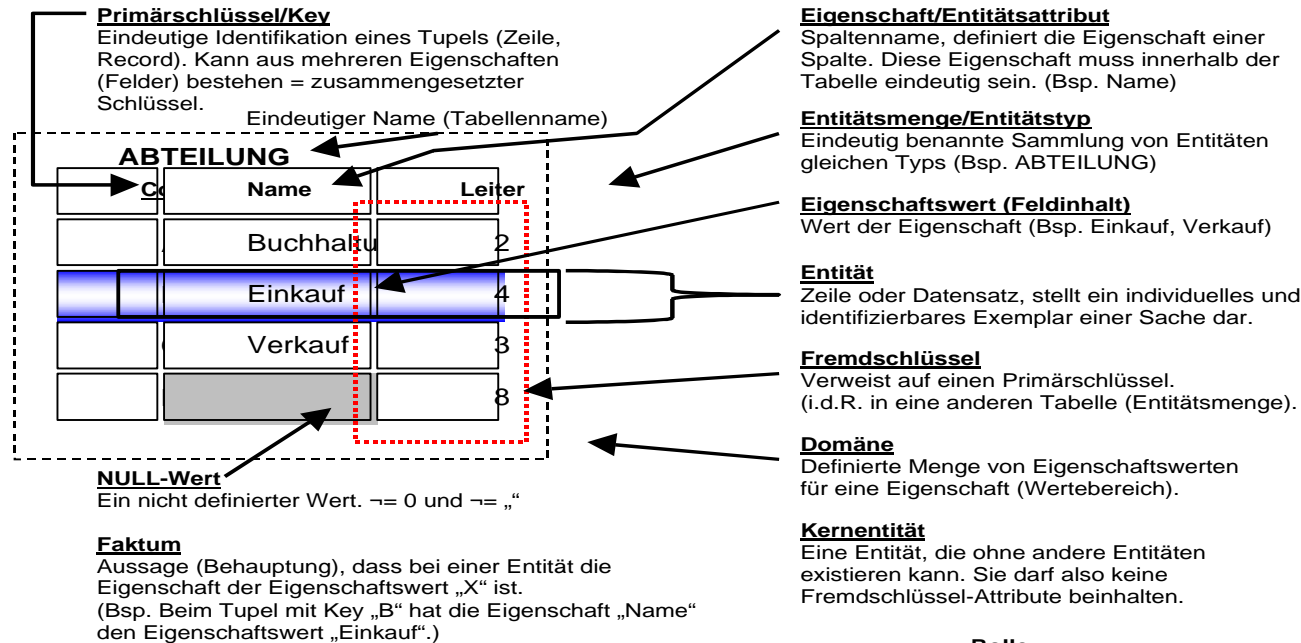 Primärschlüssel/Key
Eindeutige Identifikation eines Tupels (Zeile,
Record). Kann aus mehreren Eigenschaften
(Felder) bestehen = zusammengesetzter
Schlüssel.
Eindeutiger Name (Tabellenname)
ABTEILUNG
Name Leiter
Buchhaltu 2
Einkauf 4
Verkauf 3
8
NULL-Wert
Ein nicht definierter Wert. ¬= 0 und ¬= „“
Faktum
Aussage (Behauptung), dass bei einer Entität die
Eigenschaft der Eigenschaftswert „X“ ist.
(Bsp. Beim Tupel mit Key „B“ hat die Eigenschaft „Name“
den Eigenschaftswert „Einkauf“.)
Eigenschaft/Entitätsattribut
Spaltenname, definiert die Eigenschaft einer
Spalte. Diese Eigenschaft muss innerhalb der
Tabelle eindeutig sein. (Bsp. Name)
Entitätsmenge/Entitätstyp
Eindeutig benannte Sammlung von Entitäten
gleichen Typs (Bsp. ABTEILUNG)
Eigenschaftswert (Feldinhalt)
Wert der Eigenschaft (Bsp. Einkauf, Verkauf)
Entität
Zeile oder Datensatz, stellt ein individuelles und
identifizierbares Exemplar einer Sache dar.
Fremdschlüssel
Verweist auf einen Primärschlüssel.
(i.d.R. in eine anderen Tabelle (Entitätsmenge).
Domäne
Definierte Menge von Eigenschaftswerten
für eine Eigenschaft (Wertebereich).
Kernentität
Eine Entität, die ohne andere Entitäten
existieren kann. Sie darf also keine
Fremdschlüssel-Attribute beinhalten.